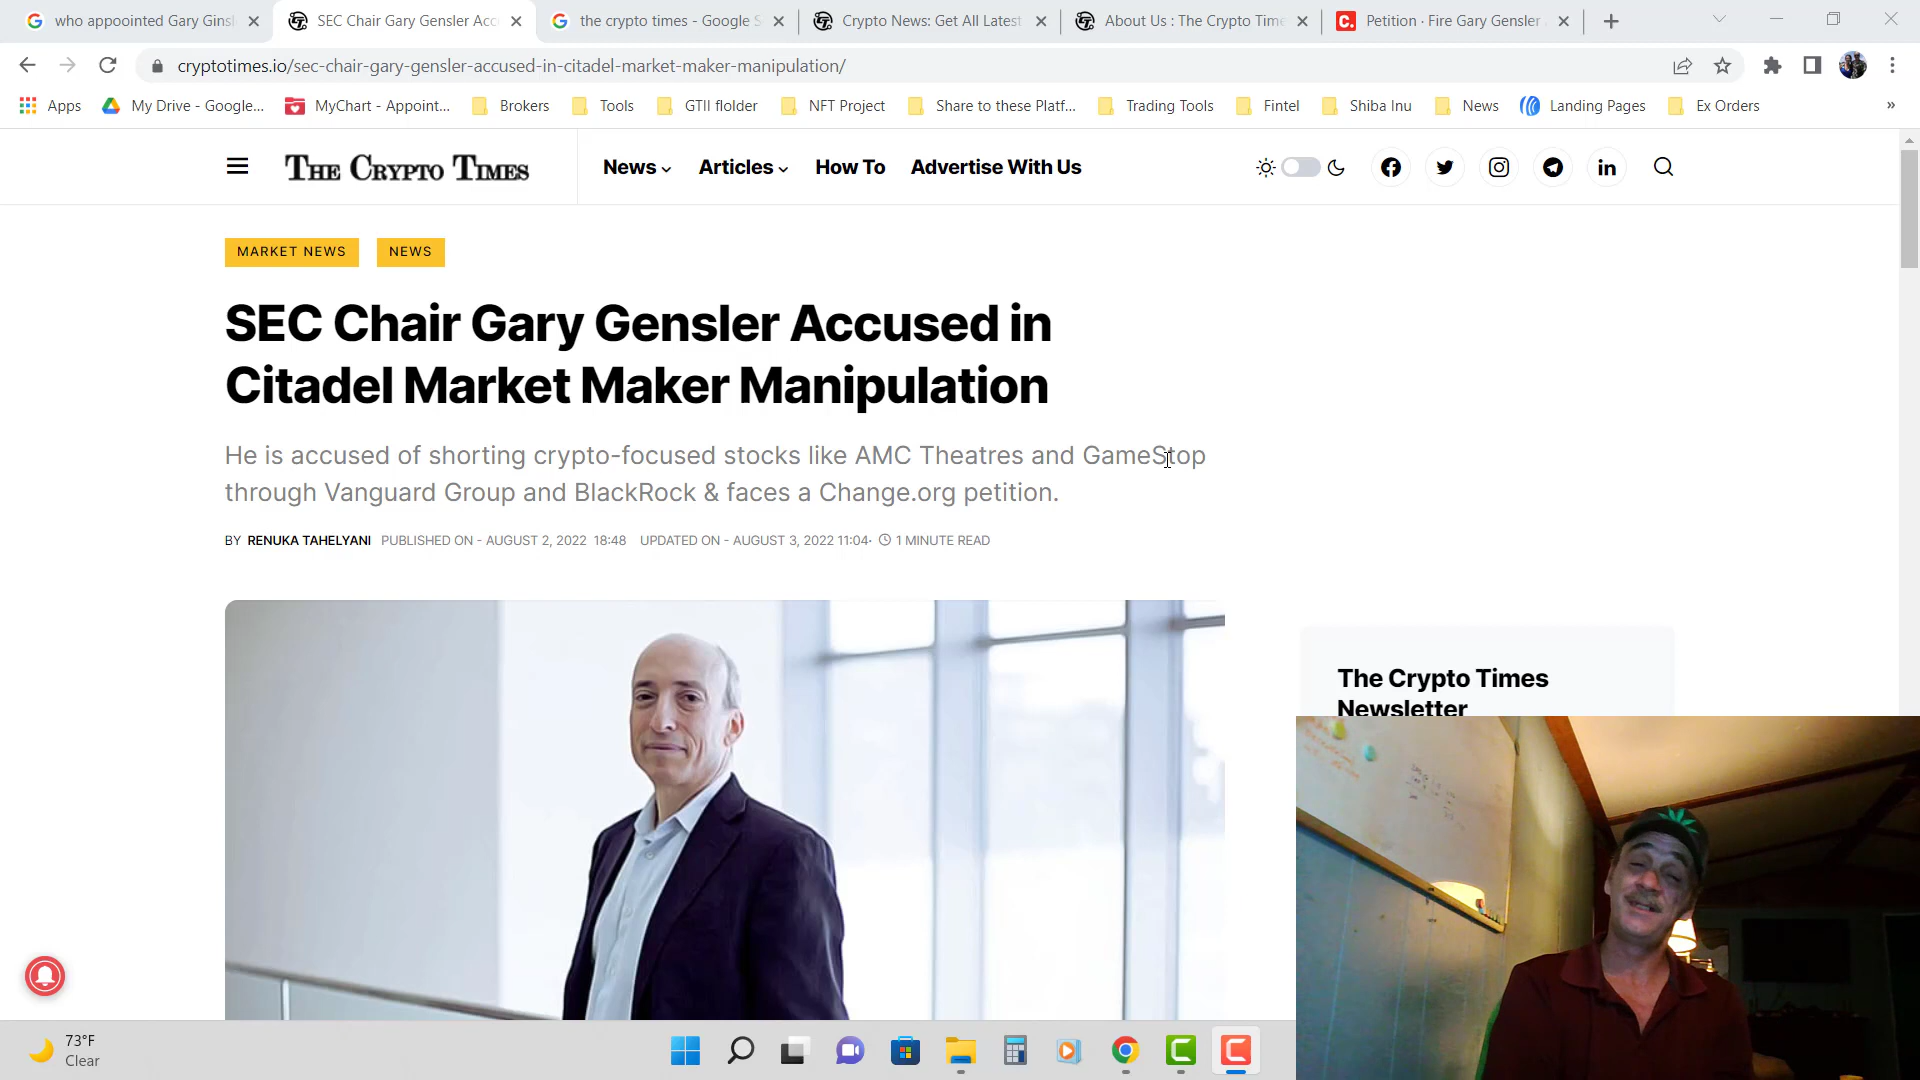 who appointed Gary Ginsl
SEC Chair Gary Gensler Acc
the crypto times - Google S
Crypto News: Get All Latest
About Us : The Crypto Time
Petition · Fire Gary Gensler
cryptotimes.io/sec-chair-gary-gensler-accused-in-citadel-market-maker-manipulation/
Apps
My Drive - Google...
MyChart - Appoint...
Brokers
Tools
GTII flolder
NFT Project
Share to these Platf...
Trading Tools
Fintel
Shiba Inu
News
Landing Pages
Ex Orders
»
THE CRYPTO TIMES
News
Articles
How To
Advertise With Us
MARKET NEWS
NEWS
SEC Chair Gary Gensler Accused in
Citadel Market Maker Manipulation
He is accused of shorting crypto-focused stocks like AMC Theatres and GameStop
through Vanguard Group and BlackRock & faces a Change.org petition.
BY RENUKA TAHELYANI PUBLISHED ON - AUGUST 2, 2022 18:48 UPDATED ON - AUGUST 3, 2022 11:04· 1 MINUTE READ
The Crypto Times
Newsletter
73°F
Clear